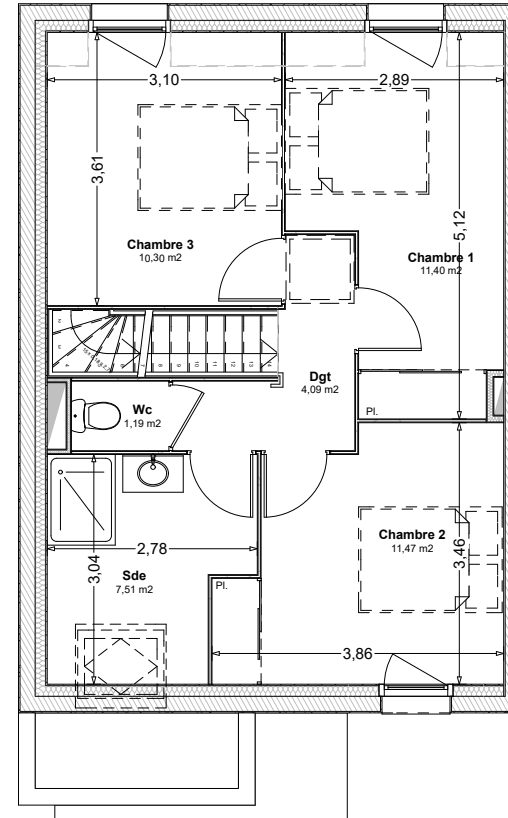 3,10
2,89
3,61
5,12
Chambre 3
10,30 m2
Chambre 1
11,40 m2
Dgt
4,09 m2
Wc
1,19 m2
Pl.
2,78
3,04
Sde
7,51 m2
Pl.
Chambre 2
11,47 m2
3,46
3,86